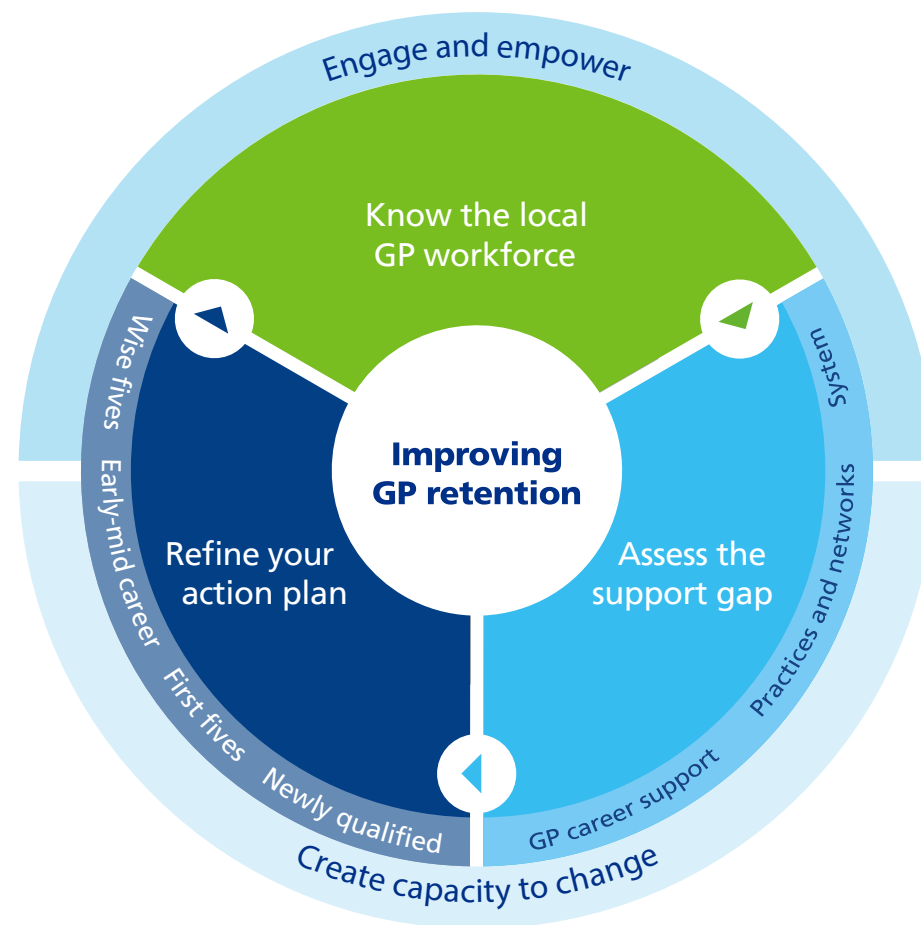 Engage and empower
Know the local
GP workforce
Improving
GP retention
Wise fives
Early-mid career
First fives
Newly qualified
Refine your
action plan
Assess the
support gap
System
Practices and networks
GP career support
Create capacity to change